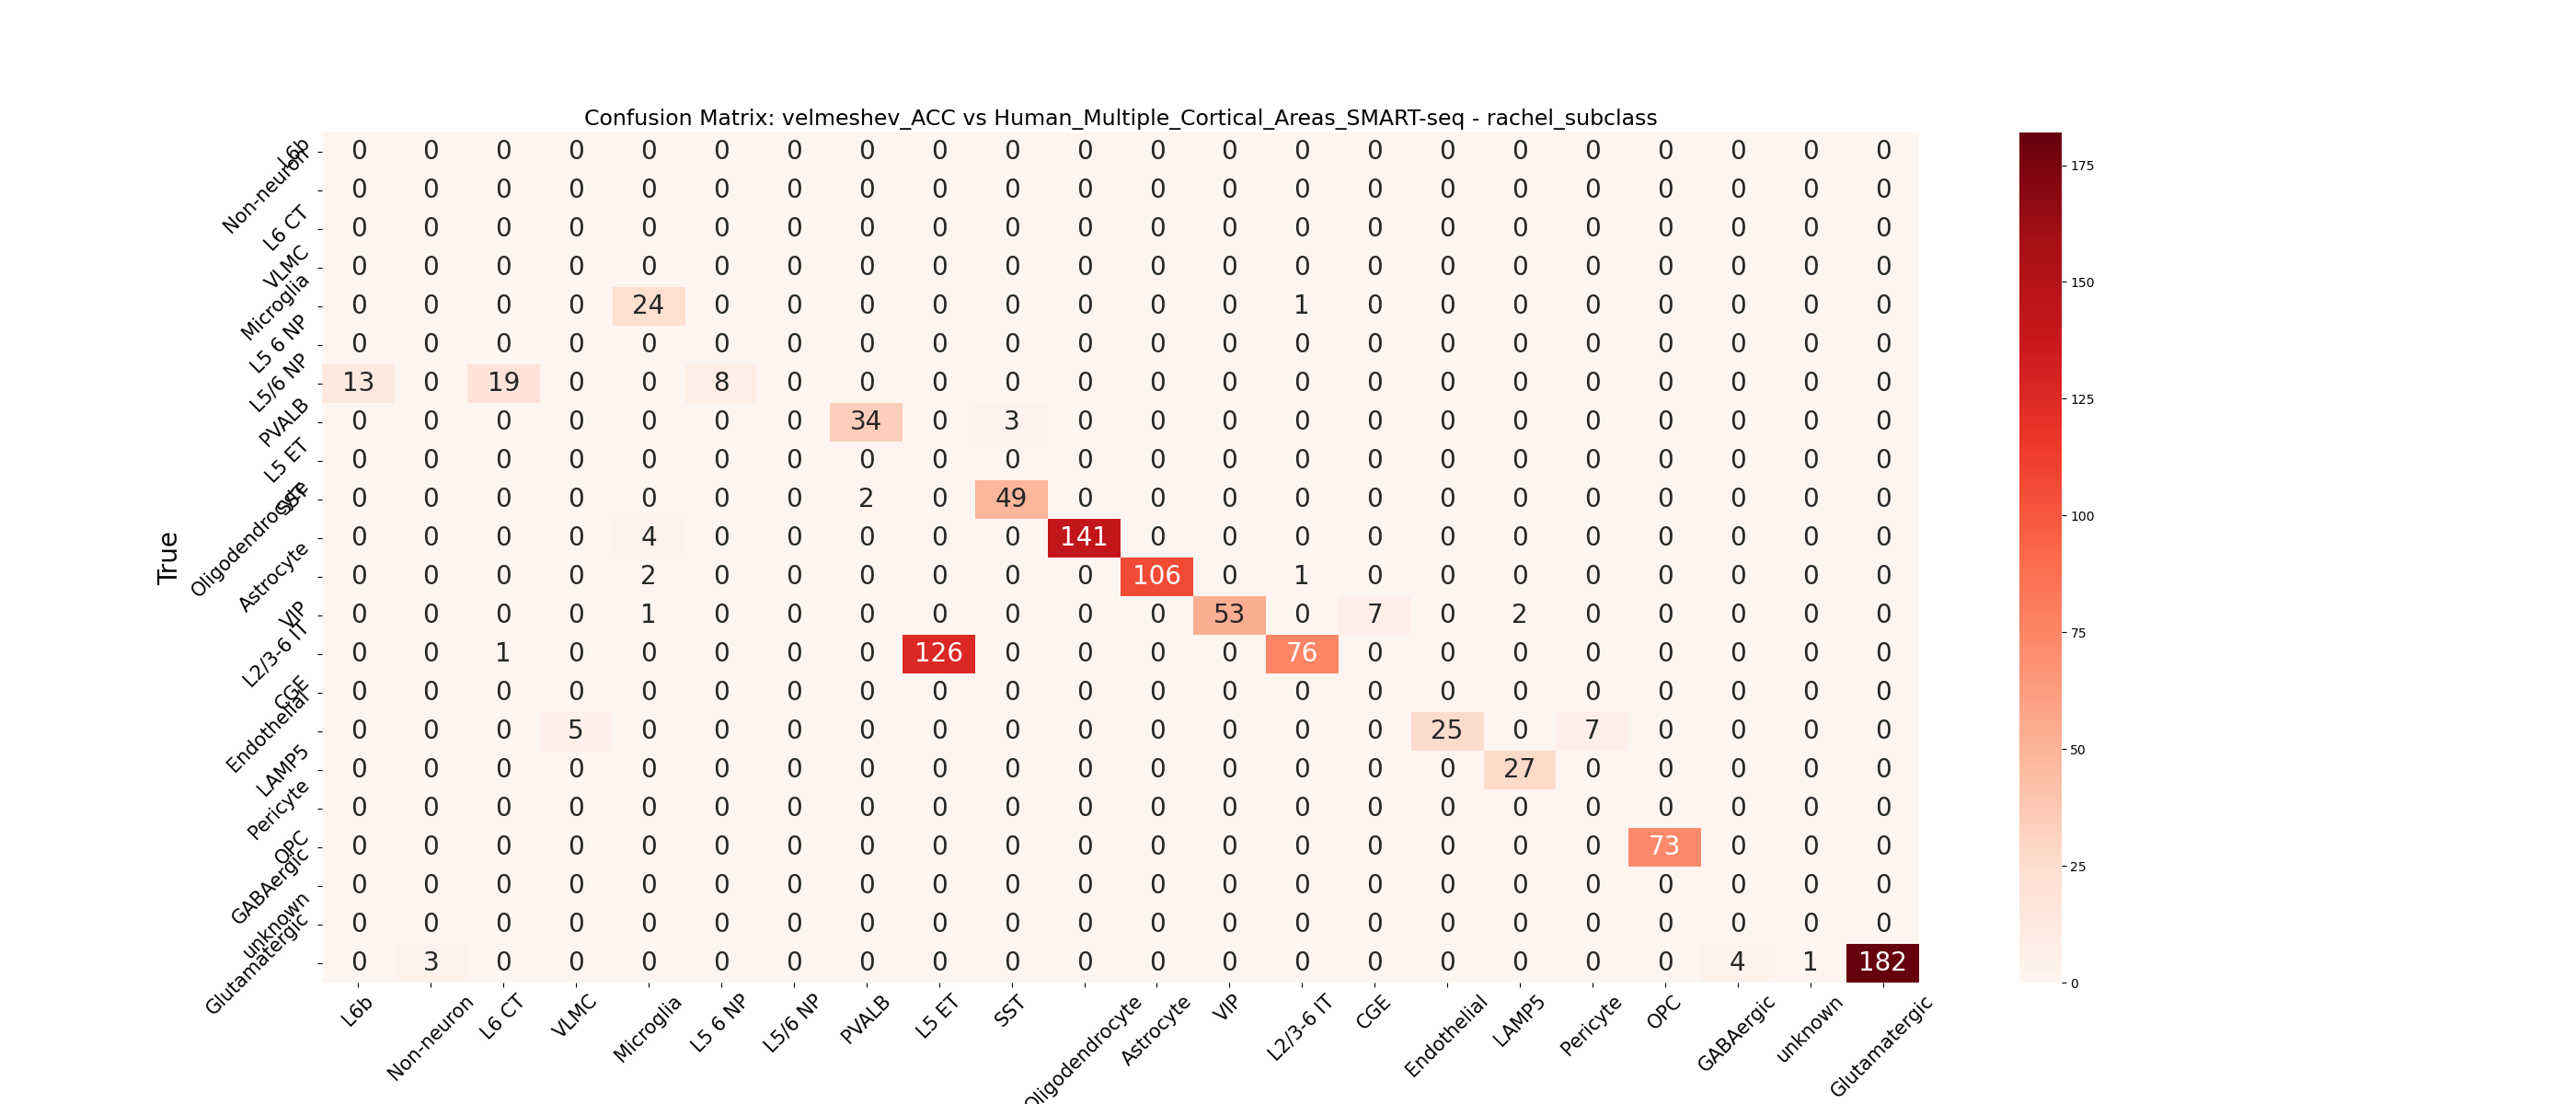 Confusion Matrix: velmeshev_ACC vs Human_Multiple_Cortical_Areas_SMART-seq - rachel_subclass
True
L6b 0 0 0 0 0 0 0 0 0 0 0 0 0 0 0 0 0 0 0 0 0 0
Non-neuron 0 0 0 0 0 0 0 0 0 0 0 0 0 0 0 0 0 0 0 0 0 0
L6 CT 0 0 0 0 0 0 0 0 0 0 0 0 0 0 0 0 0 0 0 0 0 0
VLMC 0 0 0 0 0 0 0 0 0 0 0 0 0 0 0 0 0 0 0 0 0 0
Microglia 0 0 0 0 24 0 0 0 0 0 0 0 0 1 0 0 0 0 0 0 0 0
L5 6 NP 0 0 0 0 0 0 0 0 0 0 0 0 0 0 0 0 0 0 0 0 0 0
L5/6 NP 13 0 19 0 0 8 0 0 0 0 0 0 0 0 0 0 0 0 0 0 0 0
PVALB 0 0 0 0 0 0 0 34 0 3 0 0 0 0 0 0 0 0 0 0 0 0
L5 ET 0 0 0 0 0 0 0 0 0 0 0 0 0 0 0 0 0 0 0 0 0 0
SST 0 0 0 0 0 0 0 2 0 49 0 0 0 0 0 0 0 0 0 0 0 0
Oligodendrocyte 0 0 0 0 4 0 0 0 0 0 141 0 0 0 0 0 0 0 0 0 0 0
Astrocyte 0 0 0 0 2 0 0 0 0 0 0 106 0 1 0 0 0 0 0 0 0 0
VIP 0 0 0 0 1 0 0 0 0 0 0 0 53 0 7 0 2 0 0 0 0 0
L2/3-6 IT 0 0 1 0 0 0 0 0 126 0 0 0 0 76 0 0 0 0 0 0 0 0
CGE 0 0 0 0 0 0 0 0 0 0 0 0 0 0 0 0 0 0 0 0 0 0
Endothelial 0 0 0 5 0 0 0 0 0 0 0 0 0 0 0 25 0 7 0 0 0 0
LAMP5 0 0 0 0 0 0 0 0 0 0 0 0 0 0 0 0 27 0 0 0 0 0
Pericyte 0 0 0 0 0 0 0 0 0 0 0 0 0 0 0 0 0 0 0 0 0 0
OPC 0 0 0 0 0 0 0 0 0 0 0 0 0 0 0 0 0 0 73 0 0 0
GABAergic 0 0 0 0 0 0 0 0 0 0 0 0 0 0 0 0 0 0 0 0 0 0
unknown 0 0 0 0 0 0 0 0 0 0 0 0 0 0 0 0 0 0 0 0 0 0
Glutamatergic 0 3 0 0 0 0 0 0 0 0 0 0 0 0 0 0 0 0 0 4 1 182
L6b Non-neuron L6 CT VLMC Microglia L5 6 NP L5/6 NP PVALB L5 ET SST Oligodendrocyte Astrocyte VIP L2/3-6 IT CGE Endothelial LAMP5 Pericyte OPC GABAergic unknown Glutamatergic
175
150
125
100
75
50
25
0